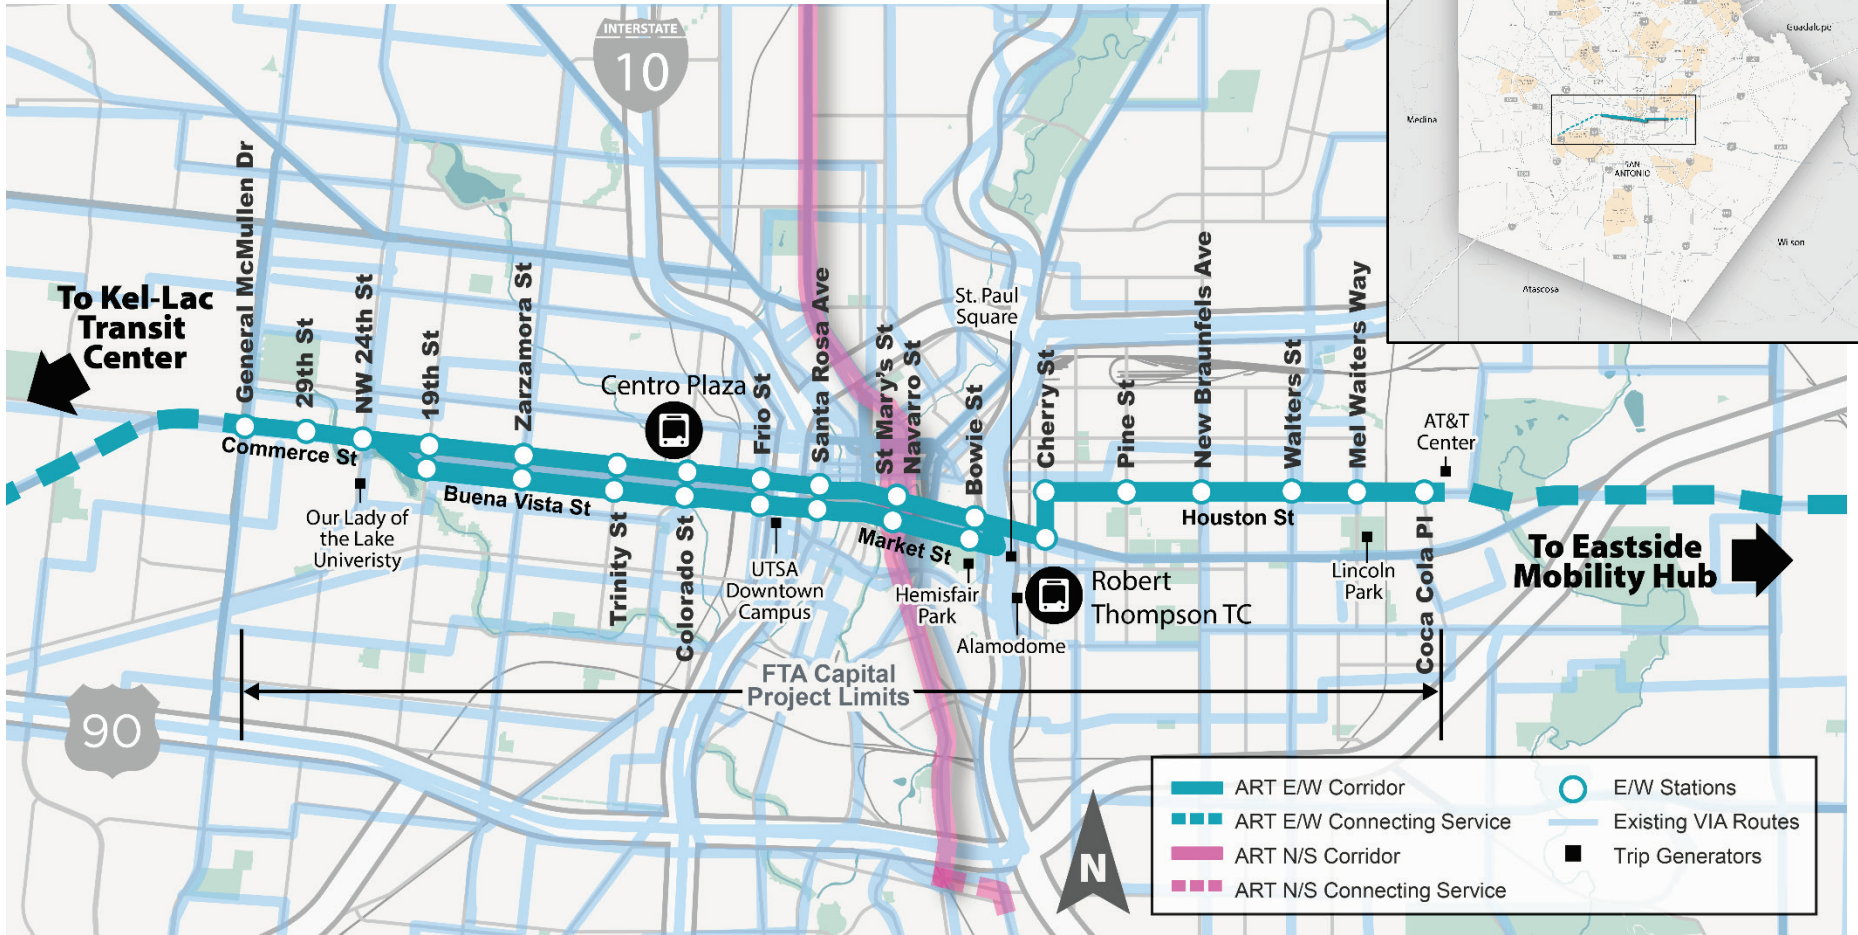 INTERSTATE
10
Guadalupe
Medina
SAN
ANTONIO
Wilson
Atascosa
General McMullen Dr
29th St
NW 24th St
19th St
Zarzamora St
Frio St
Santa Rosa Ave
St Mary's St
Navarro St
Bowie St
Cherry St
Pine St
New Braunfels Ave
Walters St
Mel Waiters Way
To Kel-Lac
Transit
Center
Centro Plaza
St. Paul
Square
AT&T
Center
Commerce St
Buena Vista St
Market St
Houston St
Our Lady of
the Lake
Univeristy
Trinity St
Colorado St
UTSA
Downtown
Campus
Hemisfair
Park
Alamodome
Robert
Thompson TC
Lincoln
Park
Coca Cola Pl
To Eastside
Mobility Hub
FTA Capital
Project Limits
90
N
ART E/W Corridor
ART E/W Connecting Service
ART N/S Corridor
ART N/S Connecting Service
E/W Stations
Existing VIA Routes
Trip Generators